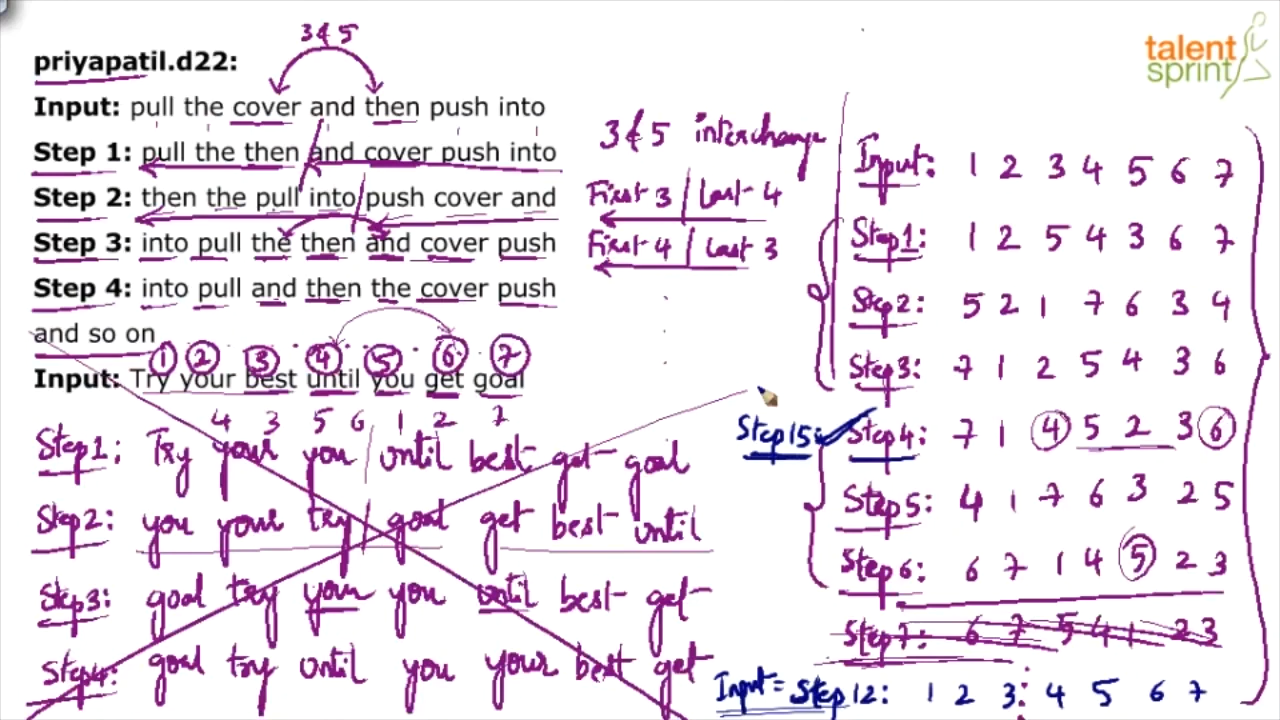 talent
sprint
priyapatil.d22:
3 & 5
Input: pull the cover and then push into
Step 1: pull the then and cover push into
Step 2: then the pull into push cover and
Step 3: into pull the then and cover push
Step 4: into pull and then the cover push
and so on
1 2 3 4 5 6 7
Input: Try your best until you get goal
4 3 5 6 1 2 7
Step1: Try your you until best get goal
Step2: you your try goal get best until
Step3: goal try your you until best get
Step4: goal try until you your best get
3 & 5 interchange
First 3 | Last 4
First 4 | Last 3
Input: 1 2 3 4 5 6 7
Step1: 1 2 5 4 3 6 7
Step2: 5 2 1 7 6 3 4
Step3: 7 1 2 5 4 3 6
Step15: Step4: 7 1 4 5 2 3 6
Step5: 4 1 7 6 3 2 5
Step6: 6 7 1 4 5 2 3
Step7: 6 7 5 4 1 2 3
Input = Step12: 1 2 3 4 5 6 7